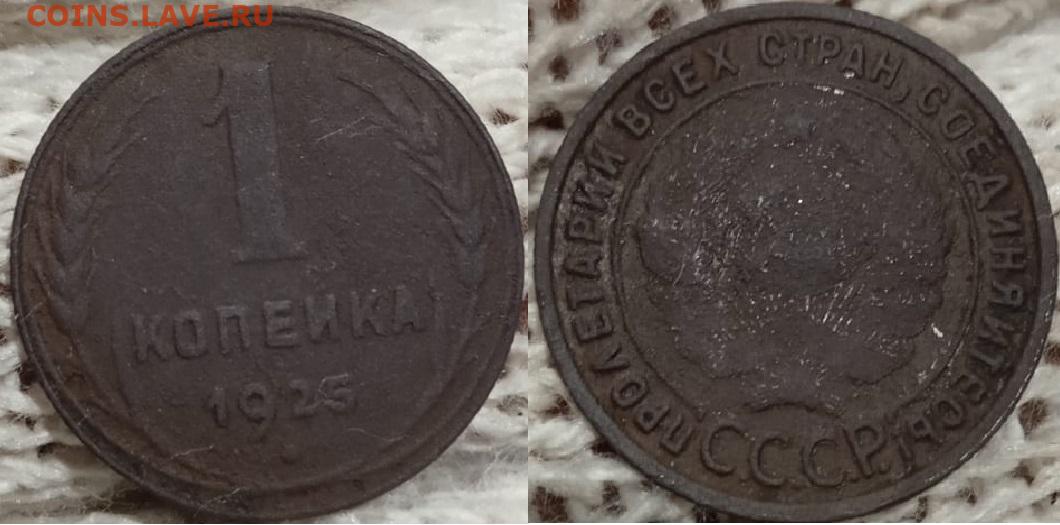 COINS.LAVE.RU
1
КОПЕЙКА
1925
ПРОЛЕТАРИИ ВСЕХ СТРАН, СОЕДИНЯЙТЕСЬ!
С.С.С.Р.